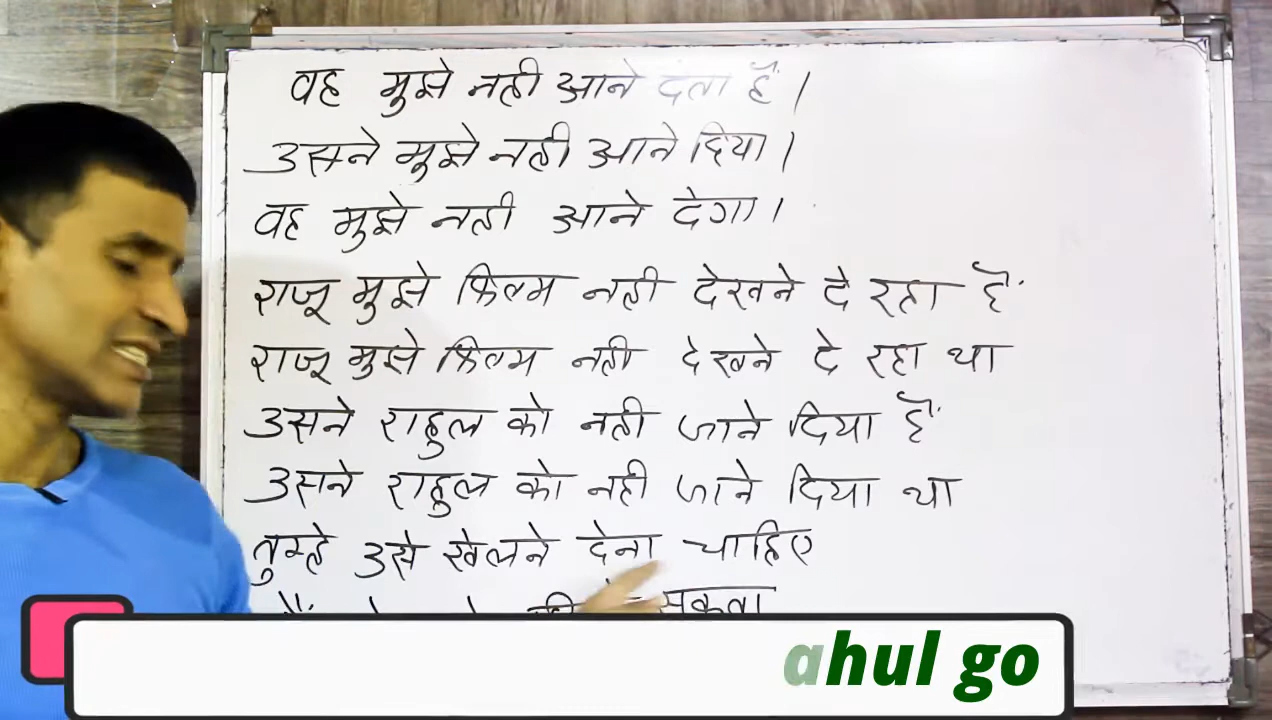 वह मुझे नही आने देता है।
उसने मुझे नही आने दिया।
वह मुझे नही आने देगा।
राजू मुझे फिल्म नही देखने दे रहा है
राजू मुझे फिल्म नही देखने दे रहा था
उसने राहुल को नही जाने दिया है
उसने राहुल को नही जाने दिया था
तुम्हे उसे खेलने देना चाहिए
सकता
ahul go